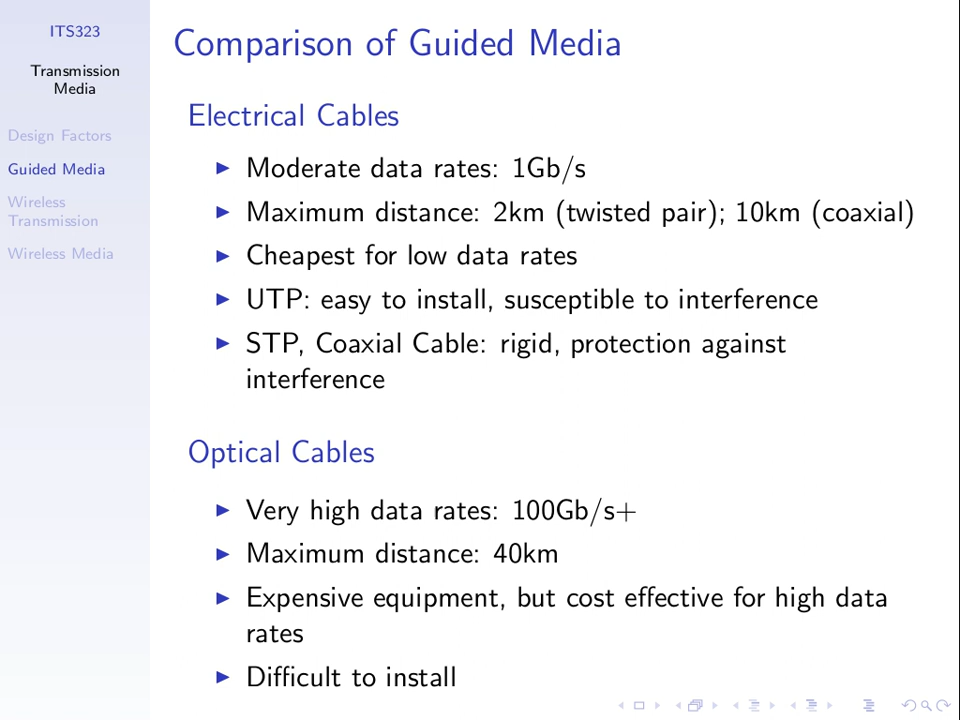 ITS323
Transmission
Media
Design Factors
Guided Media
Wireless
Transmission
Wireless Media
Comparison of Guided Media
Electrical Cables
Moderate data rates: 1Gb/s
Maximum distance: 2km (twisted pair); 10km (coaxial)
Cheapest for low data rates
UTP: easy to install, susceptible to interference
STP, Coaxial Cable: rigid, protection against
interference
Optical Cables
Very high data rates: 100Gb/s+
Maximum distance: 40km
Expensive equipment, but cost effective for high data
rates
Difficult to install